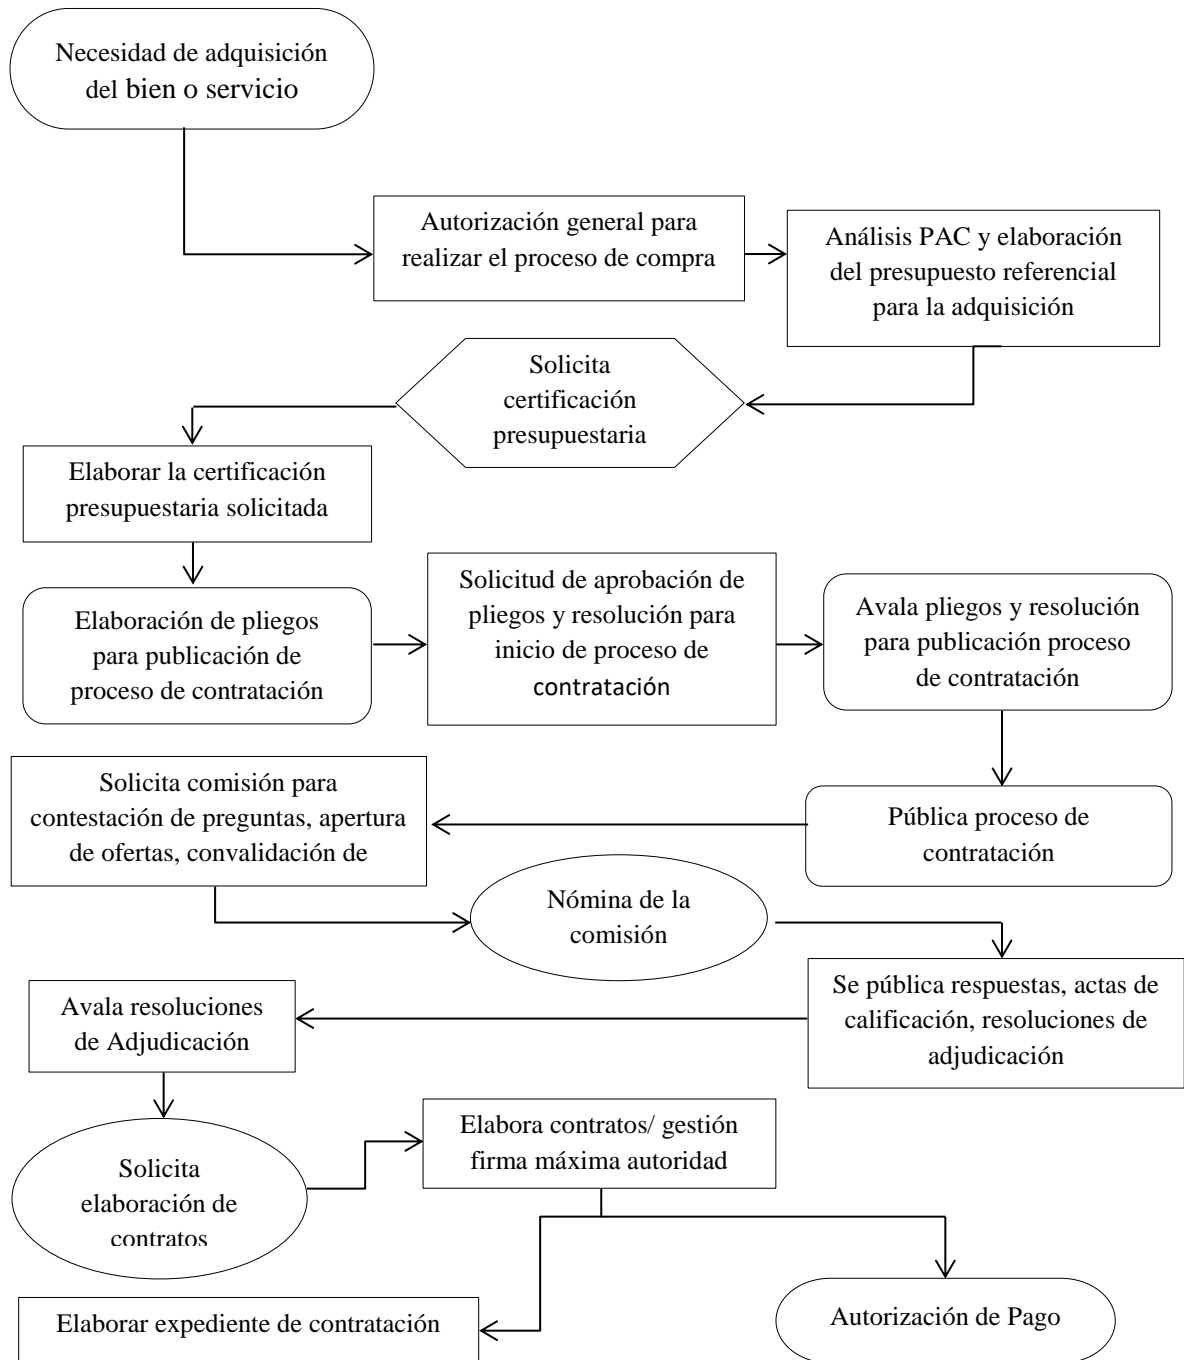 Necesidad de adquisición
del bien o servicio
Autorización general para
realizar el proceso de compra
Análisis PAC y elaboración
del presupuesto referencial
para la adquisición
Solicita
certificación
presupuestaria
Elaborar la certificación
presupuestaria solicitada
Elaboración de pliegos
para publicación de
proceso de contratación
Solicitud de aprobación de
pliegos y resolución para
inicio de proceso de
contratación
Avala pliegos y resolución
para publicación proceso
de contratación
Pública proceso de
contratación
Solicita comisión para
contestación de preguntas, apertura
de ofertas, convalidación de
Nómina de la
comisión
Se pública respuestas, actas de
calificación, resoluciones de
adjudicación
Avala resoluciones
de Adjudicación
Solicita
elaboración de
contratos
Elabora contratos/ gestión
firma máxima autoridad
Elaborar expediente de contratación
Autorización de Pago